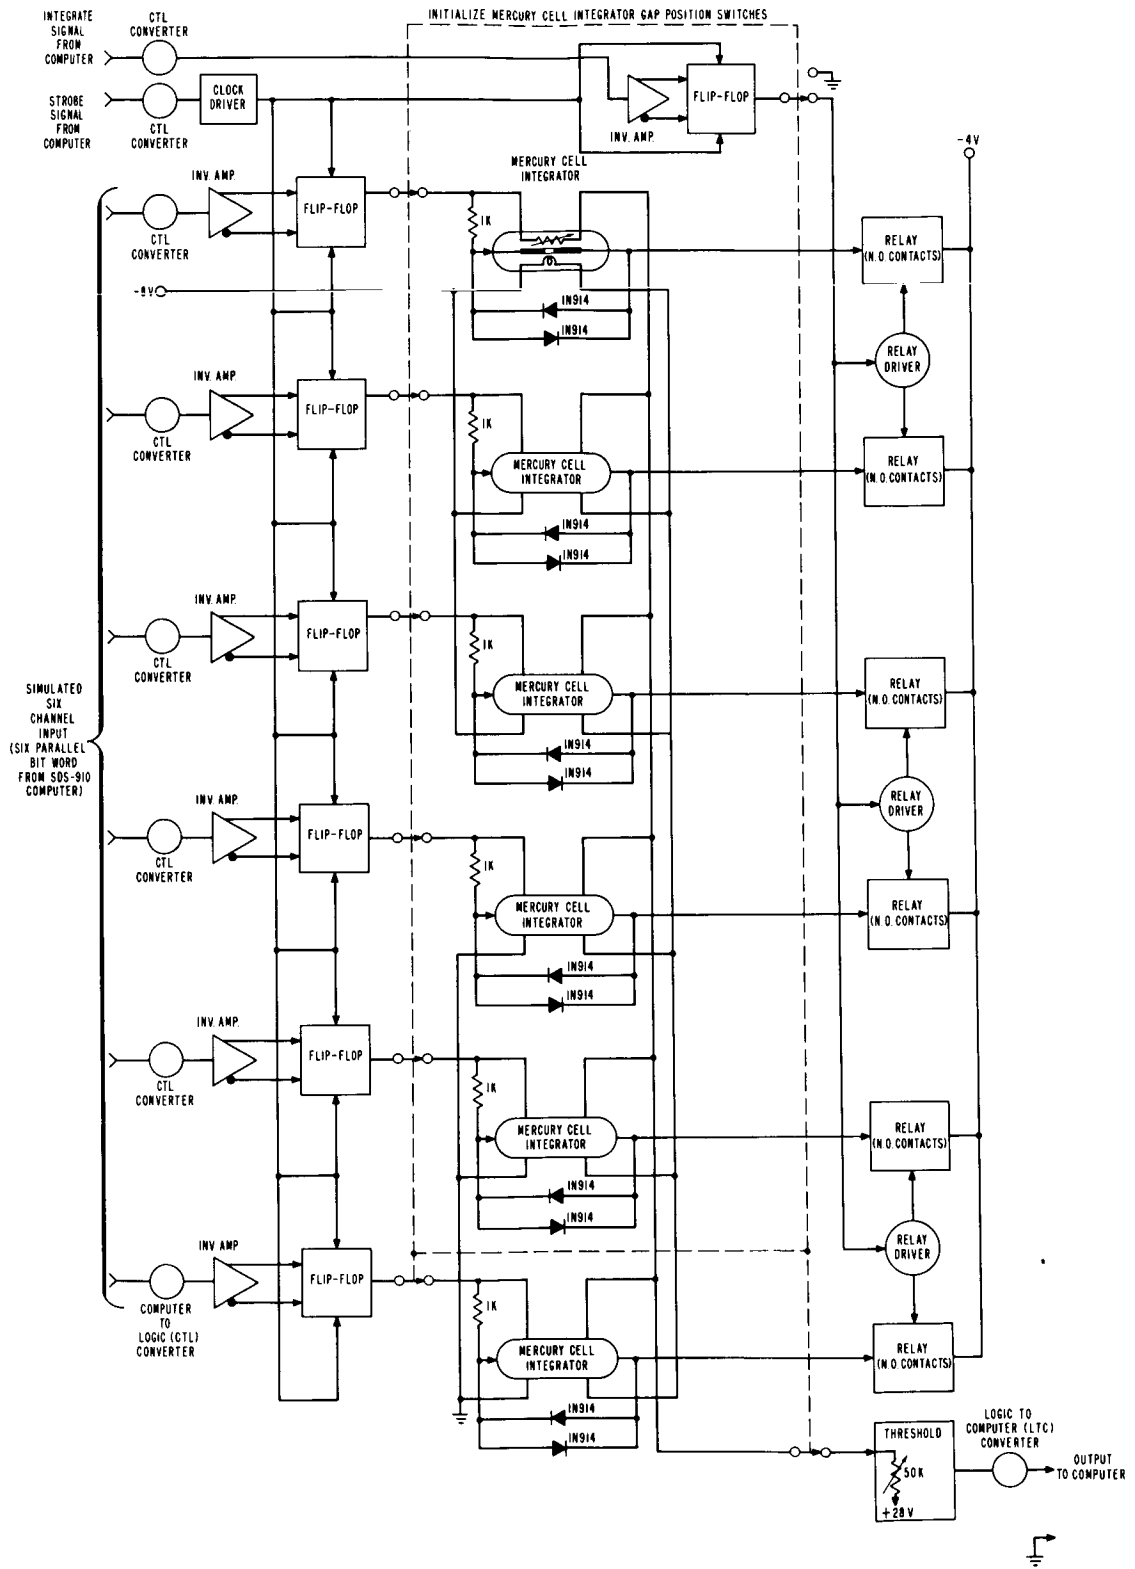 INITIALIZE MERCURY CELL INTEGRATOR GAP POSITION SWITCHES
INTEGRATE
SIGNAL
FROM
COMPUTER
CTL
CONVERTER
STROBE
SIGNAL
FROM
COMPUTER
CTL
CONVERTER
CLOCK
DRIVER
INV. AMP.
FLIP-FLOP
-4V
MERCURY CELL
INTEGRATOR
INV. AMP.
CTL
CONVERTER
FLIP-FLOP
1K
-8V
IN914
IN914
RELAY
(N.O. CONTACTS)
RELAY
DRIVER
INV. AMP.
CTL
CONVERTER
FLIP-FLOP
1K
MERCURY CELL
INTEGRATOR
IN914
IN914
RELAY
(N.O. CONTACTS)
INV. AMP.
CTL
CONVERTER
FLIP-FLOP
1K
MERCURY CELL
INTEGRATOR
IN914
IN914
RELAY
(N.O. CONTACTS)
SIMULATED
SIX
CHANNEL
INPUT
(SIX PARALLEL
BIT WORD
FROM SDS-910
COMPUTER)
RELAY
DRIVER
INV. AMP.
CTL
CONVERTER
FLIP-FLOP
1K
MERCURY CELL
INTEGRATOR
IN914
IN914
RELAY
(N.O. CONTACTS)
INV. AMP.
CTL
CONVERTER
FLIP-FLOP
1K
MERCURY CELL
INTEGRATOR
IN914
IN914
RELAY
(N.O. CONTACTS)
RELAY
DRIVER
INV. AMP
COMPUTER
TO
LOGIC (CTL)
CONVERTER
FLIP-FLOP
1K
MERCURY CELL
INTEGRATOR
IN914
IN914
RELAY
(N.O. CONTACTS)
THRESHOLD
50K
+28V
LOGIC TO
COMPUTER (LTC)
CONVERTER
OUTPUT
TO COMPUTER